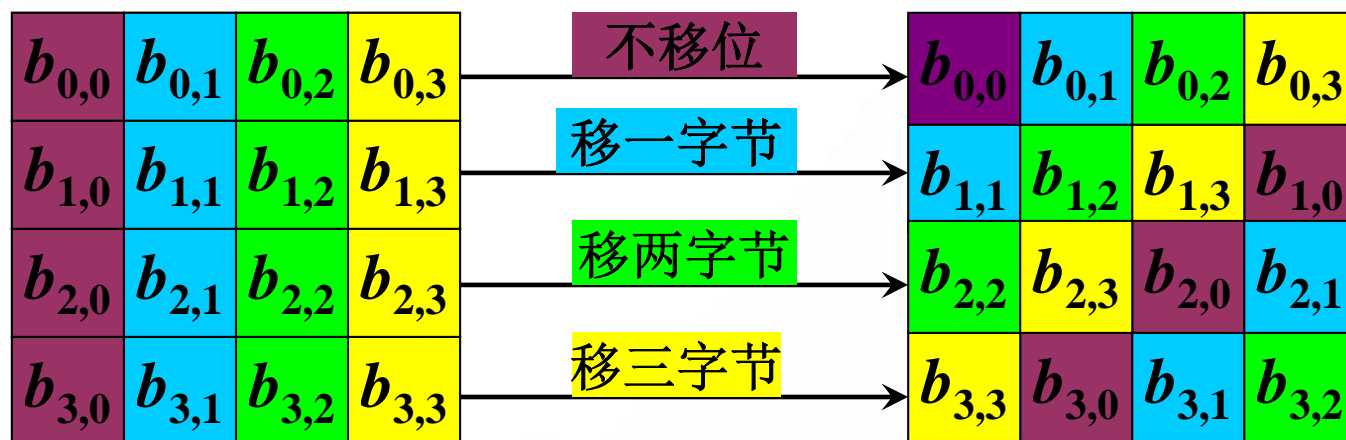 b0,0 b0,1 b0,2 b0,3 不移位 b0,0 b0,1 b0,2 b0,3
b1,0 b1,1 b1,2 b1,3 移一字节 b1,1 b1,2 b1,3 b1,0
b2,0 b2,1 b2,2 b2,3 移两字节 b2,2 b2,3 b2,0 b2,1
b3,0 b3,1 b3,2 b3,3 移三字节 b3,3 b3,0 b3,1 b3,2